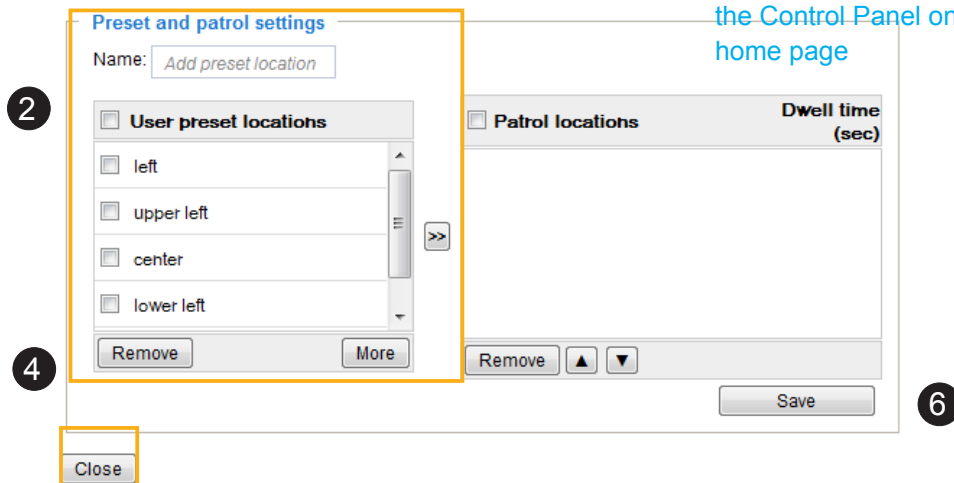 the Control Panel on
home page
Preset and patrol settings
Name: Add preset location
2
User preset locations
left
upper left
center
lower left
Remove More
>>
Patrol locations Dwell time
(sec)
Remove ▲ ▼
4
Save
6
Close